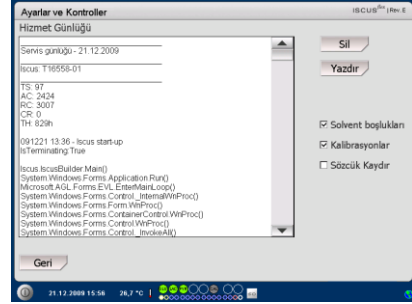 Ayarlar ve Kontroller
ISCUSflex | Rev. E
Hizmet Günlüğü
Servis günlüğü - 21.12.2009
Iscus: T16558-01
TS: 97
AC: 2424
RC: 3007
CR: 0
TH: 829h
091221 13:36 - Iscus start-up
IsTerminating:True
Iscus.IscusBuilder.Main()
System.Windows.Forms.Application.Run()
Microsoft.AGL.Forms.EVL.EnterMainLoop()
System.Windows.Forms.Control._InternalWnProc()
System.Windows.Forms.Form.WnProc()
System.Windows.Forms.ContainerControl.WnProc()
System.Windows.Forms.Control.WnProc()
System.Windows.Forms.Control._InvokeAll()
Sil
Yazdır
Solvent boşlukları
Kalibrasyonlar
Sözcük Kaydır
Geri
21.12.2009 15:56
26,7 °C